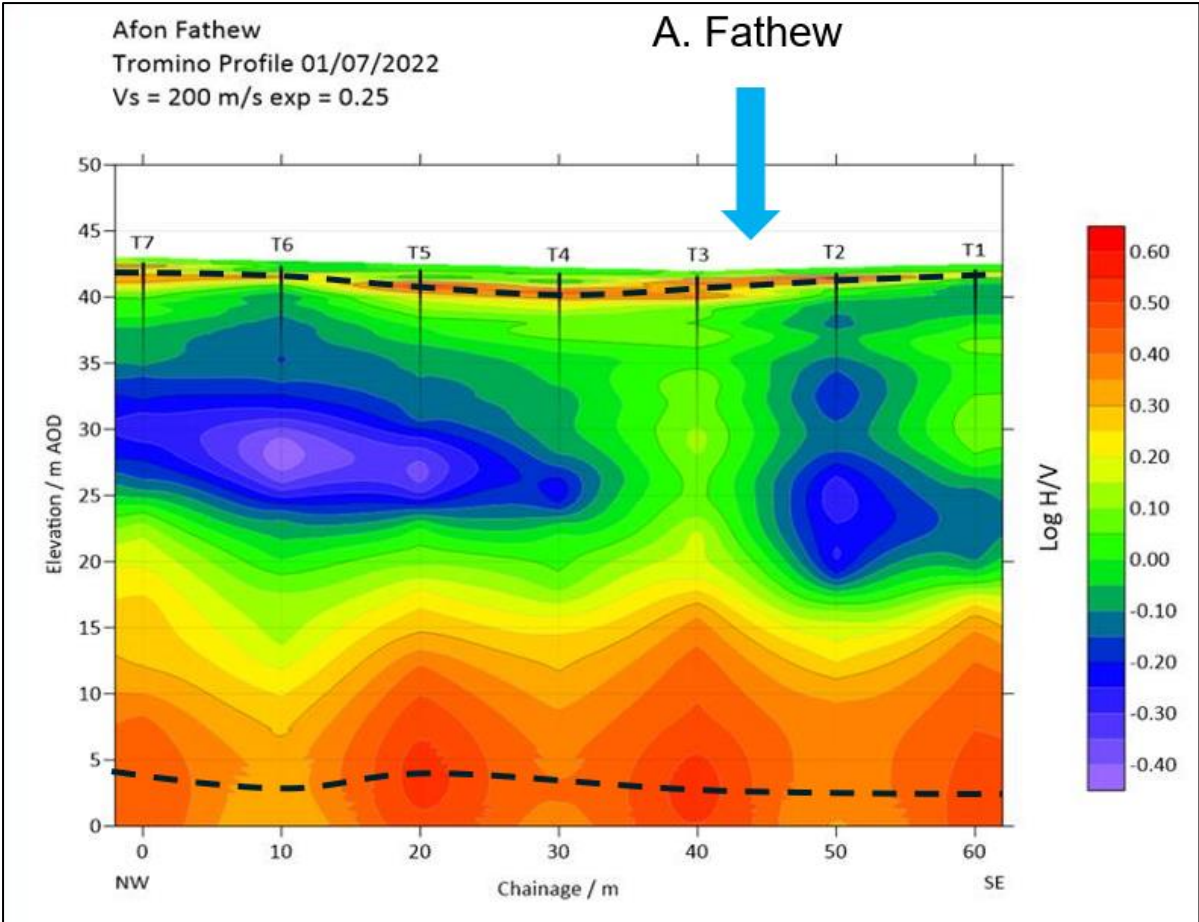 Afon Fathew
Tromino Profile 01/07/2022
Vs = 200 m/s exp = 0.25
A. Fathew
50
45
40
35
30
25
20
15
10
5
0
Elevation / m AOD
T7 T6 T5 T4 T3 T2 T1
0 10 20 30 40 50 60
NW SE
Chainage / m
0.60
0.50
0.40
0.30
0.20
0.10
0.00
-0.10
-0.20
-0.30
-0.40
Log H/V